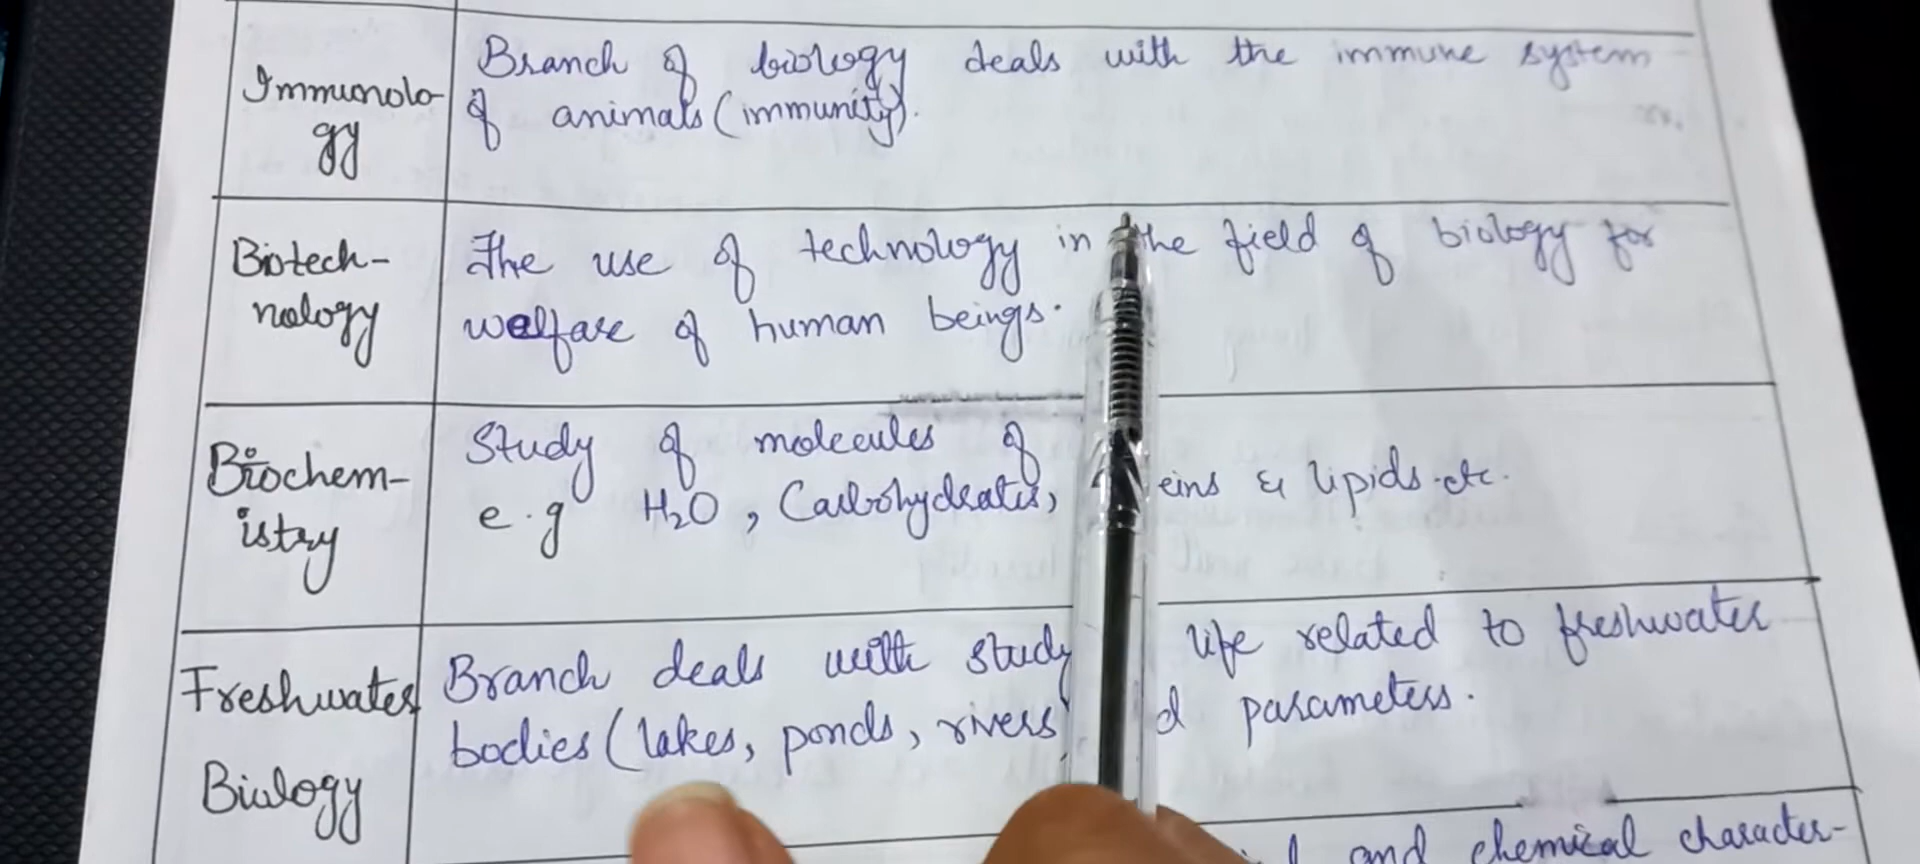 Immunolo
gy
Branch of biology deals with the immune system
of animals (immunity).
Biotech-
nology
The use of technology in the field of biology for
welfare of human beings.
Biochem-
istry
Study of molecules of
e.g H₂O, Carbohydrates, & lipids etc.
Freshwater
Biology
Branch deals with study life related to freshwater
bodies (lakes, ponds, rivers parameters.
and chemical character-